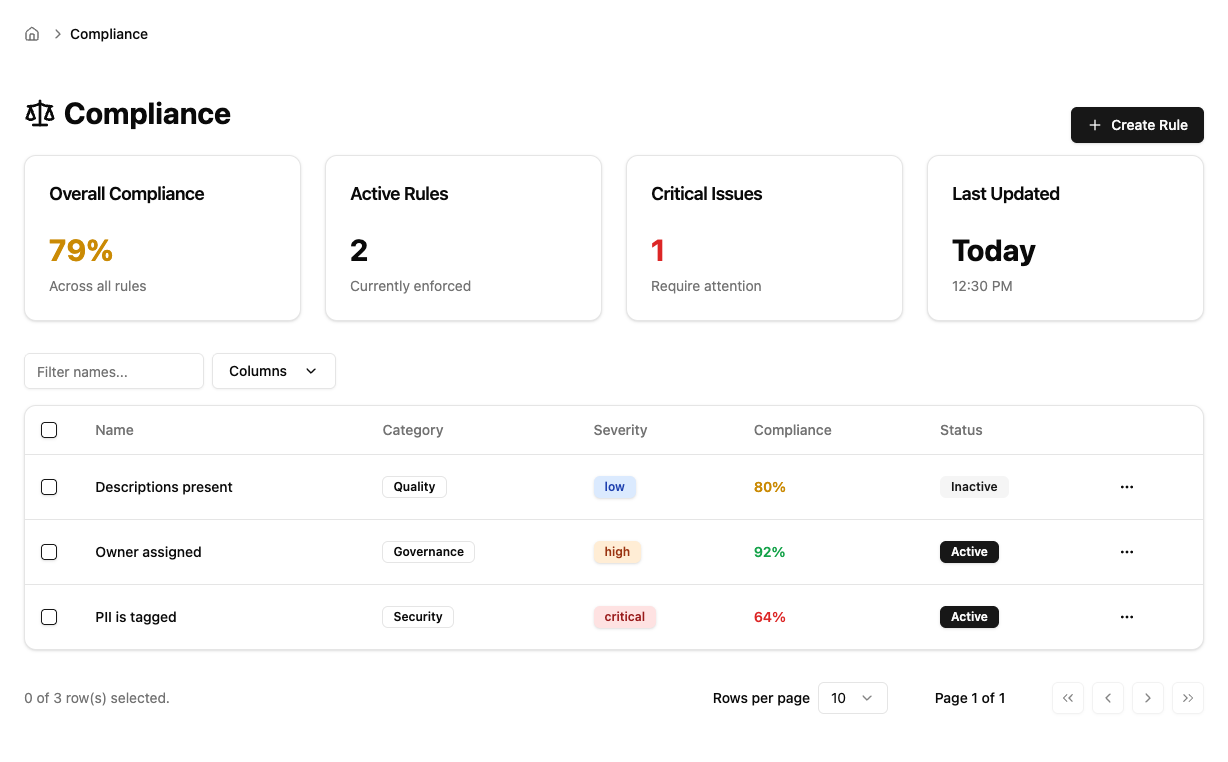 Compliance
Compliance
Create Rule
Overall Compliance
79%
Across all rules
Active Rules
2
Currently enforced
Critical Issues
1
Require attention
Last Updated
Today
12:30 PM
Filter names...
Columns
Name Category Severity Compliance Status
Descriptions present Quality low 80% Inactive
Owner assigned Governance high 92% Active
PII is tagged Security critical 64% Active
0 of 3 row(s) selected.
Rows per page 10 Page 1 of 1